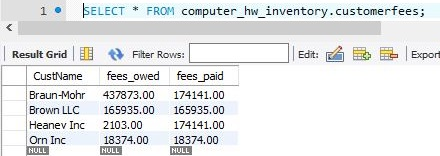 1 SELECT * FROM computer_hw_inventory.customerfees;
Result Grid Filter Rows: Edit: Export
CustName fees_owed fees_paid
Braun-Mohr 437873.00 174141.00
Brown LLC 165935.00 165935.00
Heanev Inc 2103.00 174141.00
Orn Inc 18374.00 18374.00
NULL NULL NULL